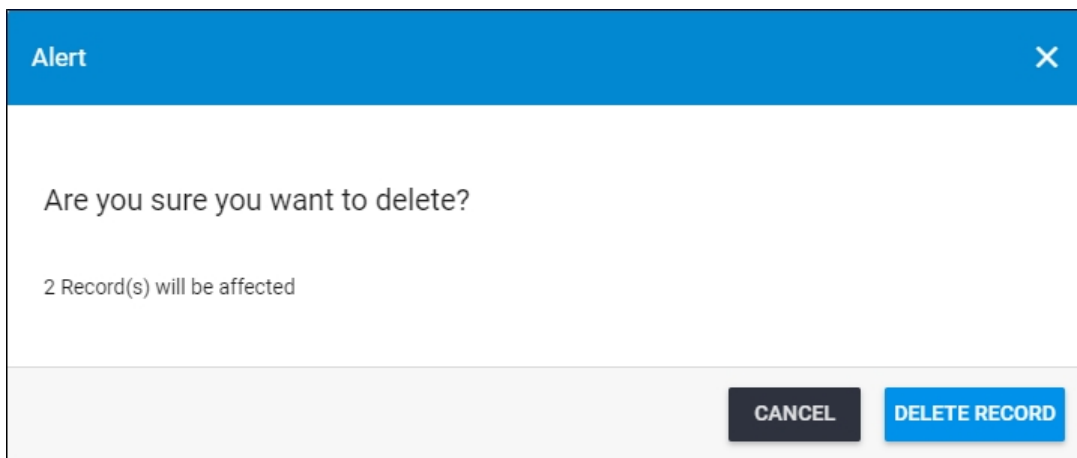 Alert
Are you sure you want to delete?
2 Record(s) will be affected
CANCEL DELETE RECORD